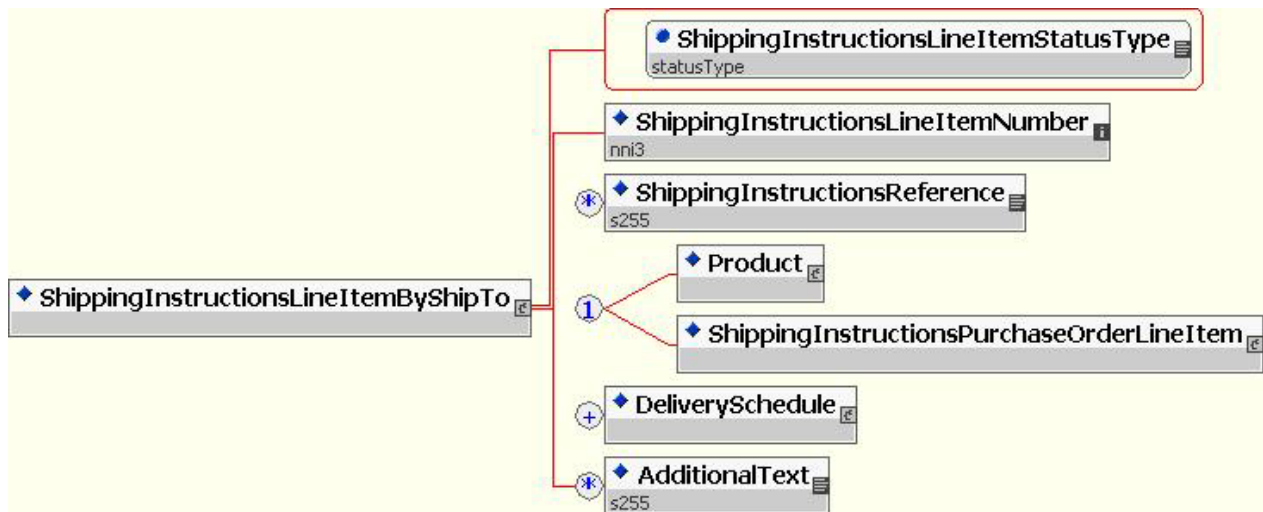 ShippingInstructionsLineItemStatusType
statusType
ShippingInstructionsLineItemNumber
nni3
*
ShippingInstructionsReference
s255
Product
ShippingInstructionsLineItemByShipTo
1
ShippingInstructionsPurchaseOrderLineItem
+
DeliverySchedule
*
AdditionalText
s255